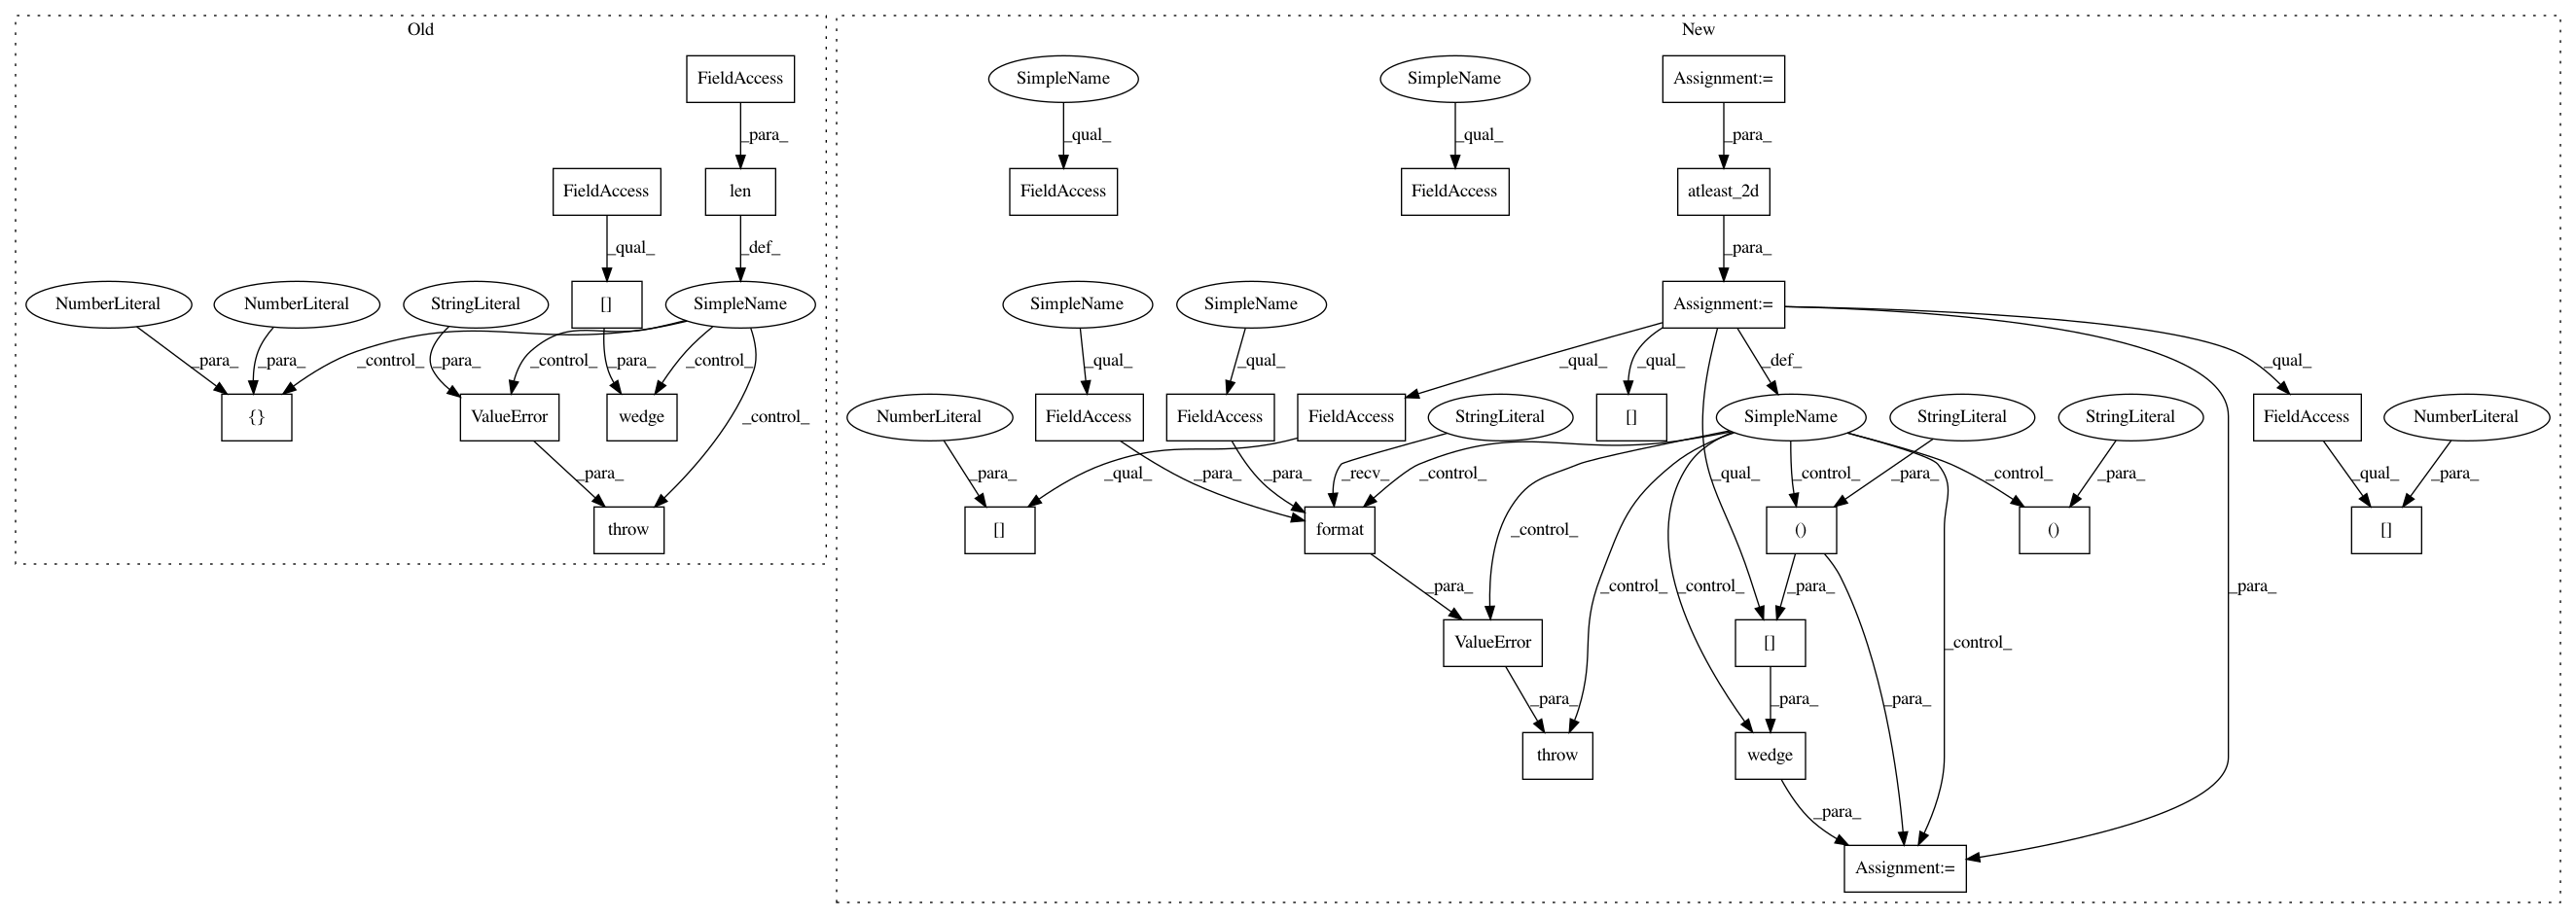 Old
New
FieldAccess
SimpleName
SimpleName
Assignment:=
_para_
_qual_
_qual_
_para_
FieldAccess
len
FieldAccess
FieldAccess
atleast_2d
_qual_
_def_
_para_
NumberLiteral
NumberLiteral
StringLiteral
[]
SimpleName
SimpleName
SimpleName
Assignment:=
_para_
_para_
_control_
_para_
_control_
_para_
_control_
_qual_
_qual_
_qual_
_qual_
_def_
_qual_
{}
ValueError
wedge
NumberLiteral
FieldAccess
FieldAccess
FieldAccess
StringLiteral
[]
SimpleName
StringLiteral
StringLiteral
FieldAccess
NumberLiteral
_control_
_para_
_para_
_qual_
_para_
_para_
_recv_
_control_
_qual_
_control_
_para_
_control_
_para_
_qual_
_para_
throw
[]
format
()
()
[]
_control_
_para_
_control_
_control_
_para_
_para_
ValueError
[]
_control_
_para_
_para_
_para_
throw
wedge
_para_
Assignment:=